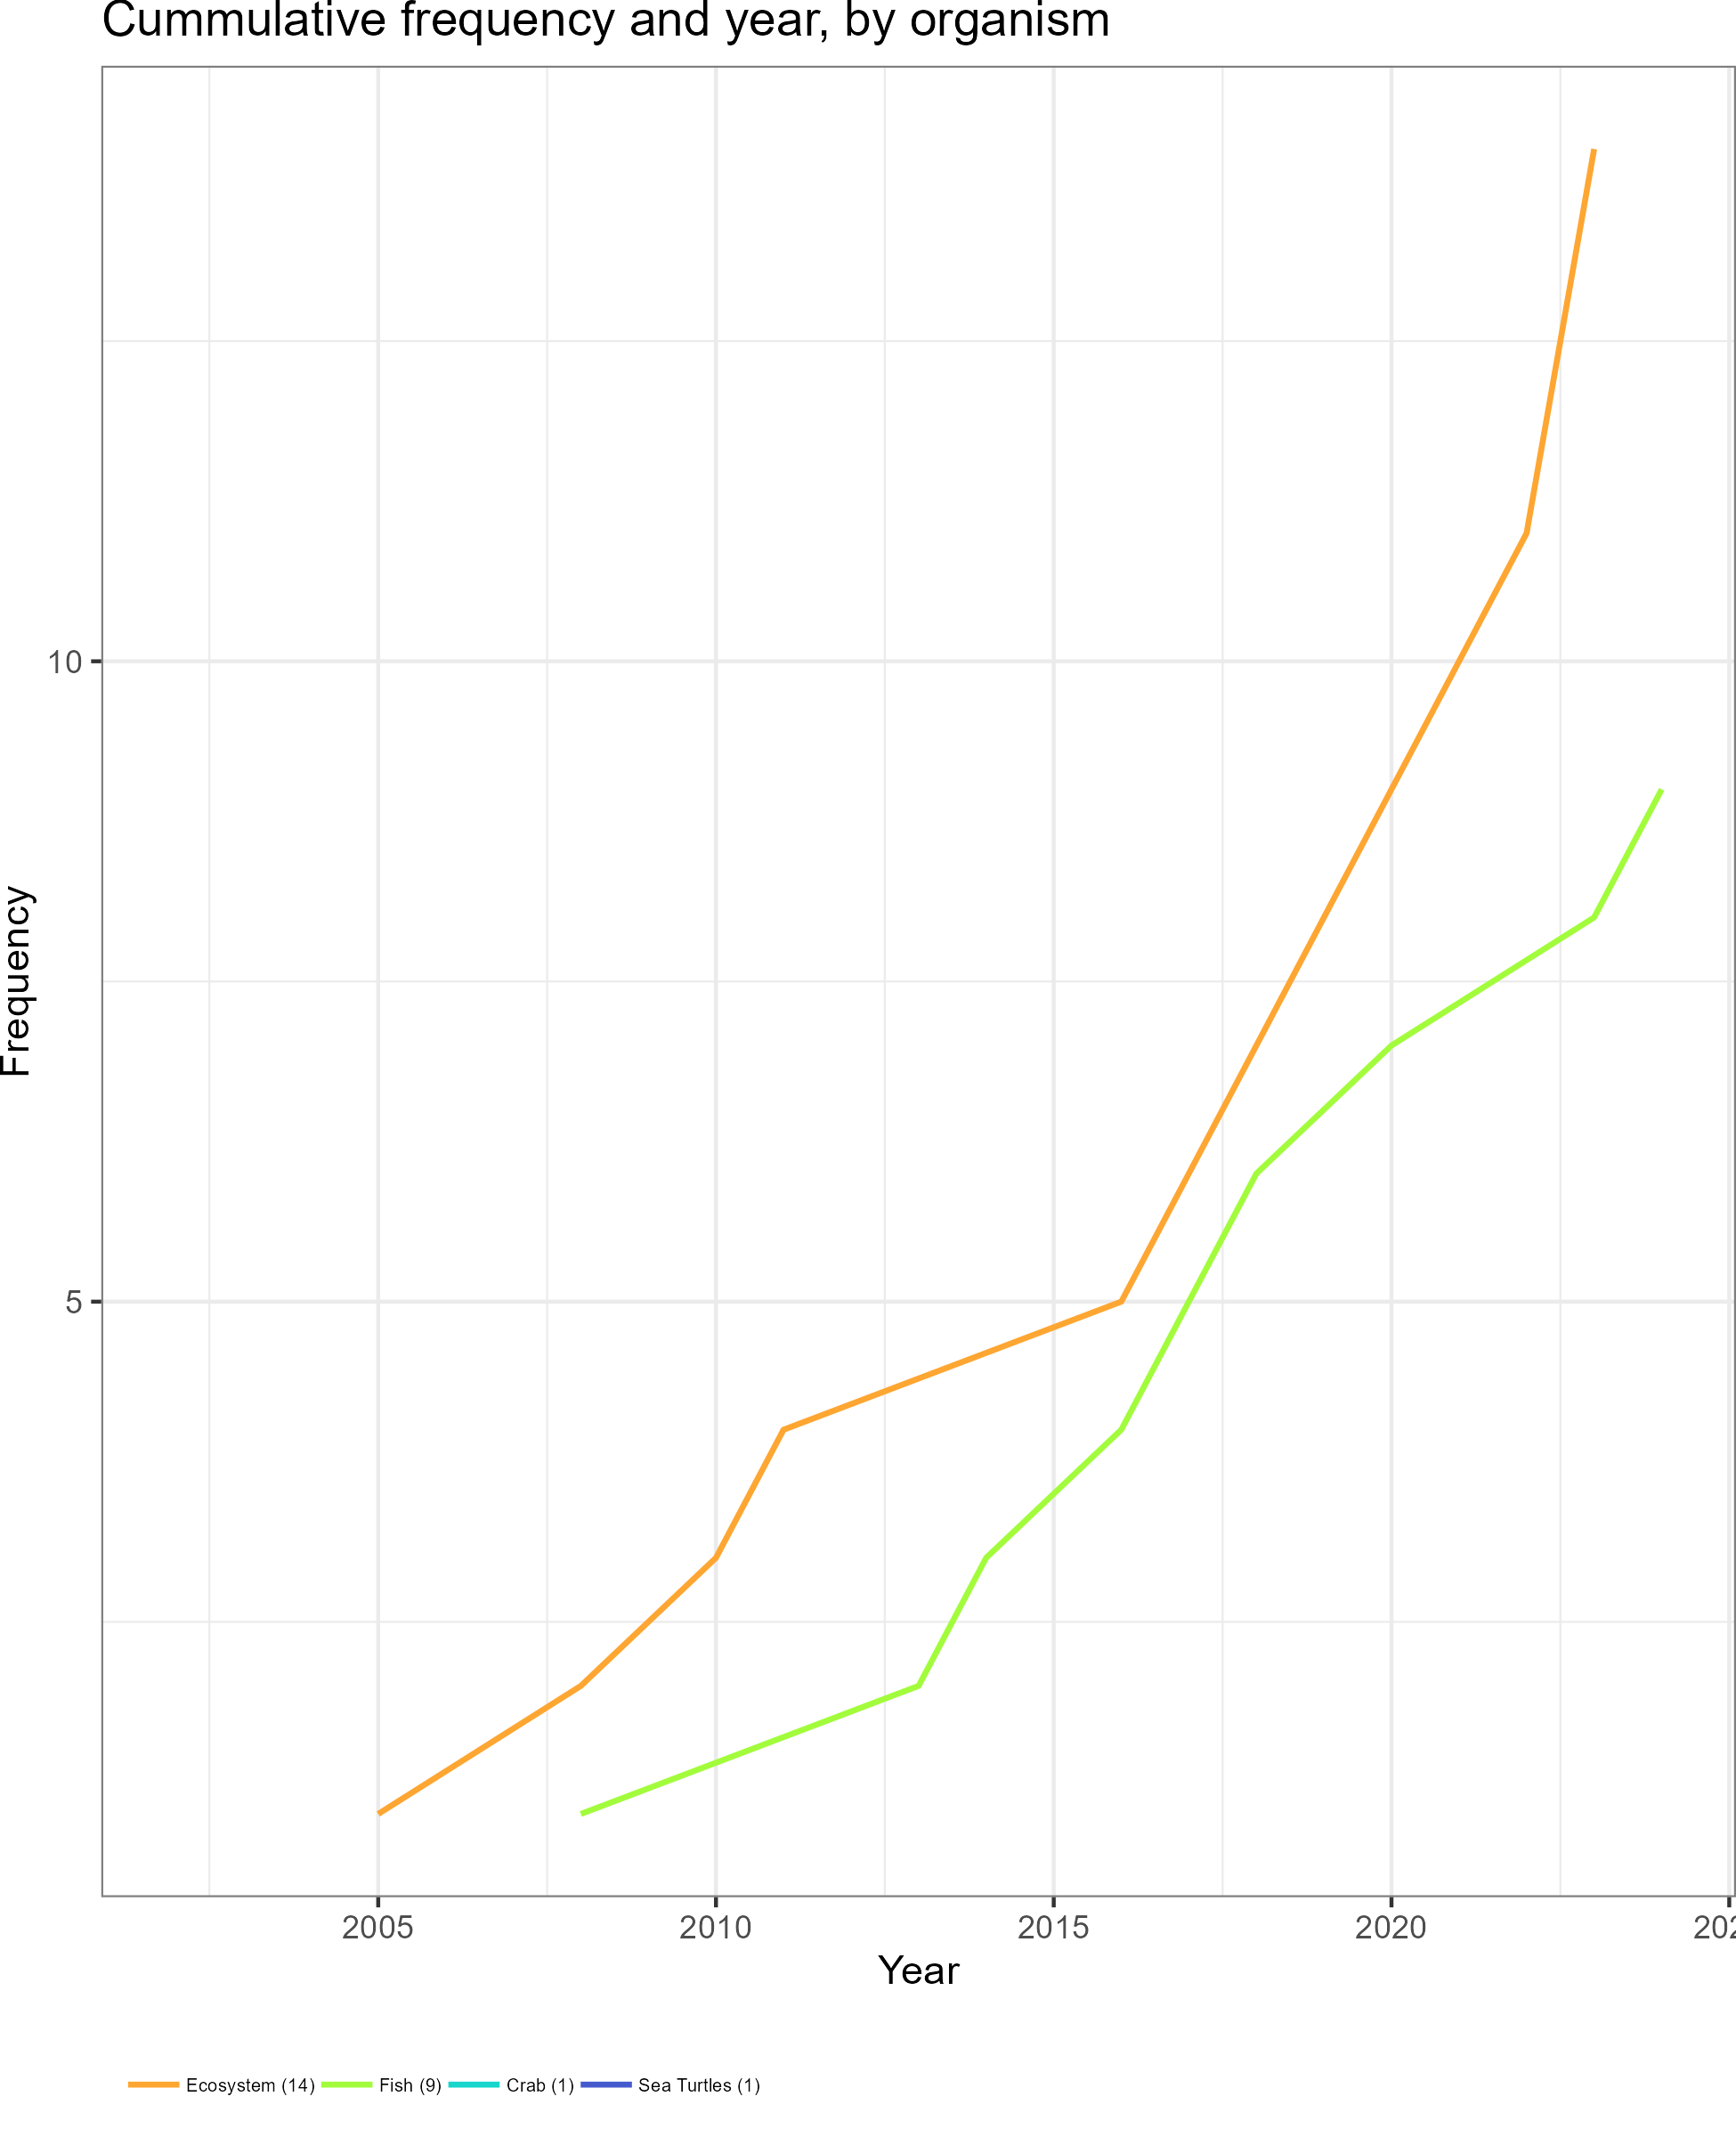 Cummulative frequency and year, by organism
10
5
Frequency
2005 2010 2015 2020 202
Year
Ecosystem (14) Fish (9) Crab (1) Sea Turtles (1)